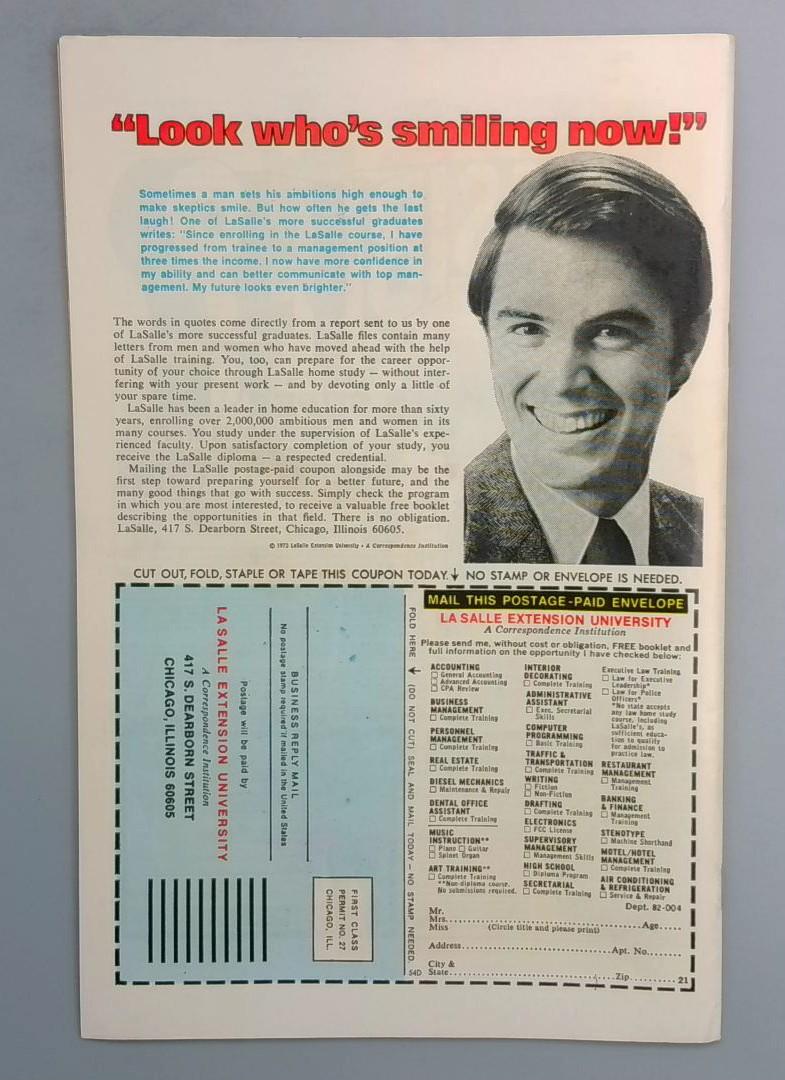 “Look who's smiling now!”
Sometimes a man sets his ambitions high enough to
make skeptics smile. But how often he gets the last
laugh! One of LaSalle's more successful graduates
writes: "Since enrolling in the LaSalle course, I have
progressed from trainee to a management position at
three times the income. I now have more confidence in
my ability and can better communicate with top man-
agement. My future looks even brighter."
The words in quotes come directly from a report sent to us by one
of LaSalle's more successful graduates. LaSalle files contain many
letters from men and women who have moved ahead with the help
of LaSalle training. You, too, can prepare for the career oppor-
tunity of your choice through LaSalle home study — without inter-
fering with your present work — and by devoting only a little of
your spare time.
LaSalle has been a leader in home education for more than sixty
years, enrolling over 2,000,000 ambitious men and women in its
many courses. You study under the supervision of LaSalle's expe-
rienced faculty. Upon satisfactory completion of your study, you
receive the LaSalle diploma — a respected credential.
Mailing the LaSalle postage-paid coupon alongside may be the
first step toward preparing yourself for a better future, and the
many good things that go with success. Simply check the program
in which you are most interested, to receive a valuable free booklet
describing the opportunities in that field. There is no obligation.
LaSalle, 417 S. Dearborn Street, Chicago, Illinois 60605.
© 1973 LaSalle Extension University • A Correspondence Institution
CUT OUT, FOLD, STAPLE OR TAPE THIS COUPON TODAY. ↓ NO STAMP OR ENVELOPE IS NEEDED.
FIRST CLASS
PERMIT NO. 27
CHICAGO, ILL.
BUSINESS REPLY MAIL
No postage stamp required if mailed in the United States
Postage will be paid by
LA SALLE EXTENSION UNIVERSITY
A Correspondence Institution
417 S. DEARBORN STREET
CHICAGO, ILLINOIS 60605
FOLD HERE → (DO NOT CUT) SEAL AND MAIL TODAY — NO STAMP NEEDED.
54D
MAIL THIS POSTAGE-PAID ENVELOPE
LA SALLE EXTENSION UNIVERSITY
A Correspondence Institution
Please send me, without cost or obligation, FREE booklet and
full information on the opportunity I have checked below:
ACCOUNTING
□ General Accounting
□ Advanced Accounting
□ CPA Review
BUSINESS
MANAGEMENT
□ Complete Training
PERSONNEL
MANAGEMENT
□ Complete Training
REAL ESTATE
□ Complete Training
DIESEL MECHANICS
□ Maintenance & Repair
DENTAL OFFICE
ASSISTANT
□ Complete Training
MUSIC
INSTRUCTION**
□ Piano □ Guitar
□ Spinet Organ
ART TRAINING**
□ Complete Training
**Non-diploma course.
No submissions required.
INTERIOR
DECORATING
□ Complete Training
ADMINISTRATIVE
ASSISTANT
□ Exec. Secretarial
Skills
COMPUTER
PROGRAMMING
□ Basic Training
TRAFFIC &
TRANSPORTATION
□ Complete Training
WRITING
□ Fiction
□ Non-Fiction
DRAFTING
□ Complete Training
ELECTRONICS
□ FCC License
SUPERVISORY
MANAGEMENT
□ Management Skills
HIGH SCHOOL
□ Diploma Program
SECRETARIAL
□ Complete Training
Executive Law Training
□ Law for Executive
Leadership*
□ Law for Police
Officers*
*No state accepts
any law home study
course, including
LaSalle's, as
sufficient educa-
tion to qualify
for admission to
practice law.
RESTAURANT
MANAGEMENT
□ Management
Training
BANKING
& FINANCE
□ Management
Training
STENOTYPE
□ Machine Shorthand
MOTEL/HOTEL
MANAGEMENT
□ Complete Training
AIR CONDITIONING
& REFRIGERATION
□ Service & Repair
Dept. 82-004
Mr.
Mrs. Age
Miss (Circle title and please print)
Address Apt. No.
City &
State Zip 21